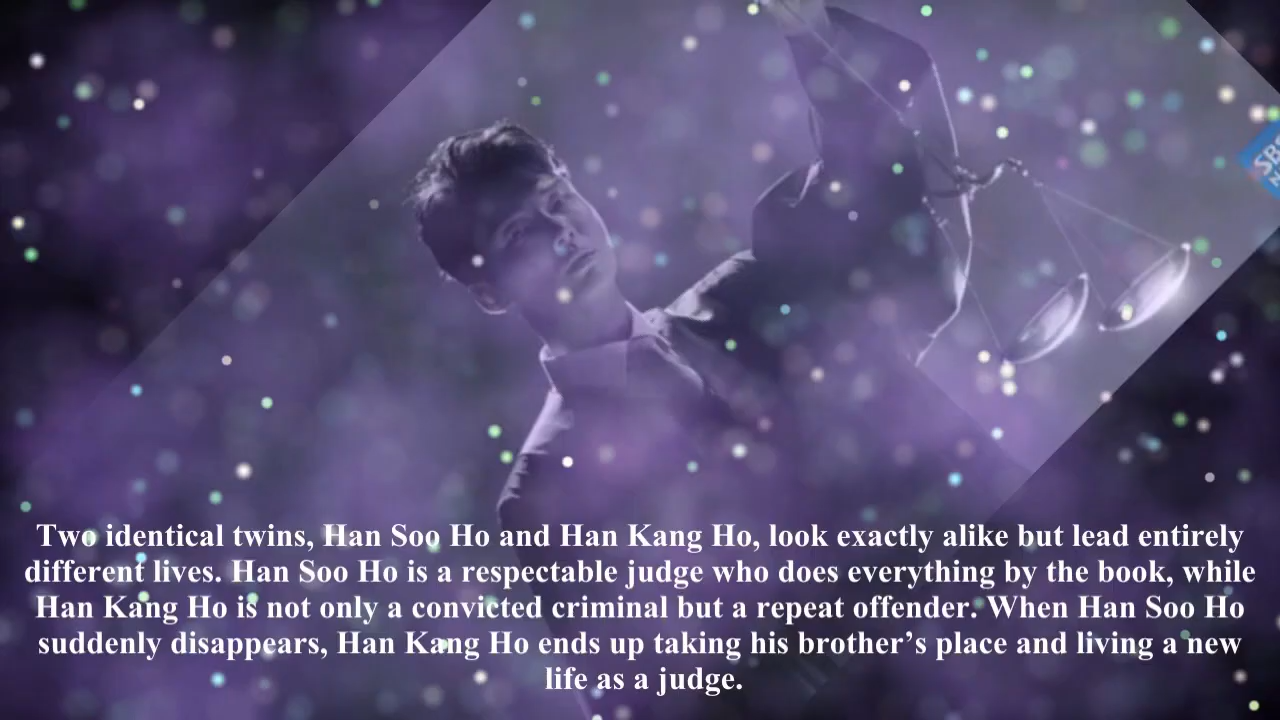 SBS
Two identical twins, Han Soo Ho and Han Kang Ho, look exactly alike but lead entirely
different lives. Han Soo Ho is a respectable judge who does everything by the book, while
Han Kang Ho is not only a convicted criminal but a repeat offender. When Han Soo Ho
suddenly disappears, Han Kang Ho ends up taking his brother’s place and living a new
life as a judge.